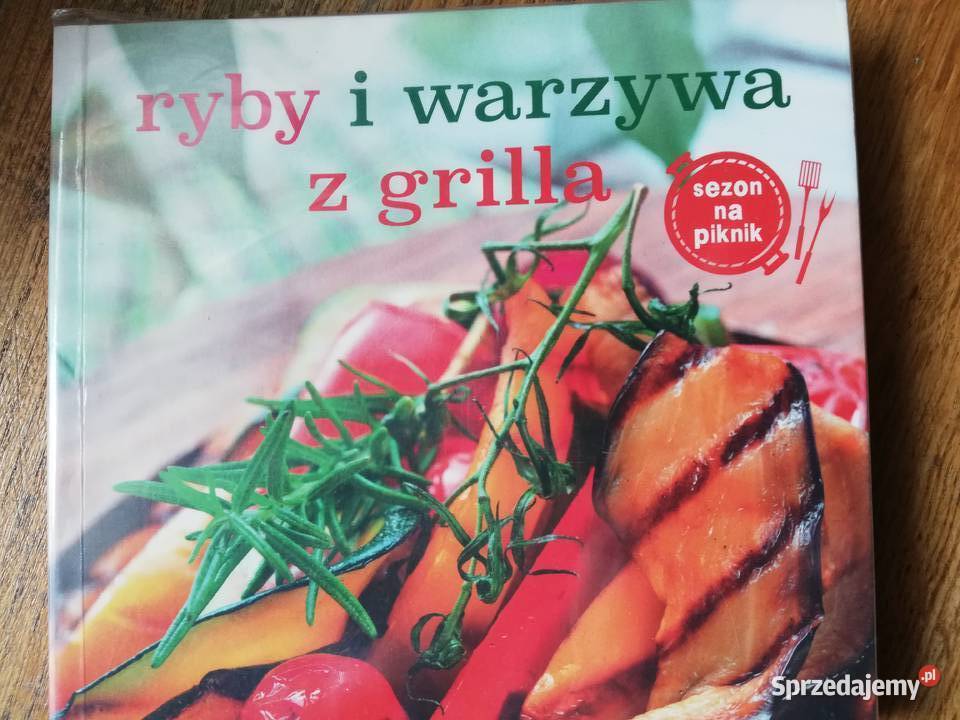 ryby i warzywa
z grilla
sezon
na
piknik
Sprzedajemy.pl